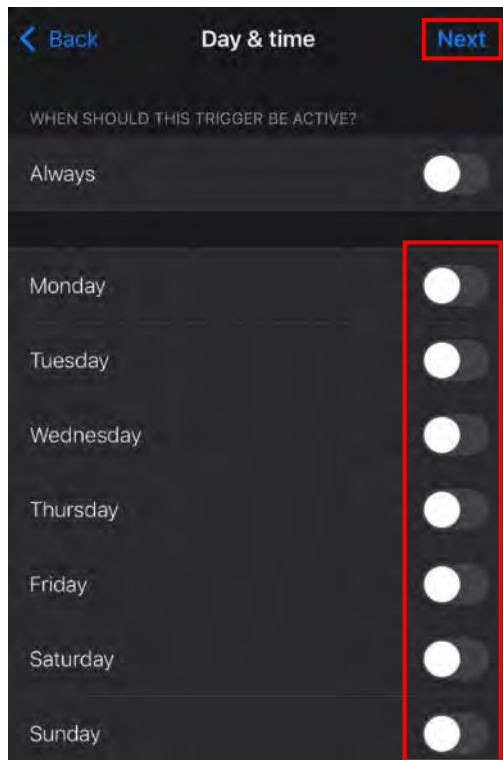 Back Day & time Next
WHEN SHOULD THIS TRIGGER BE ACTIVE?
Always
Monday
Tuesday
Wednesday
Thursday
Friday
Saturday
Sunday